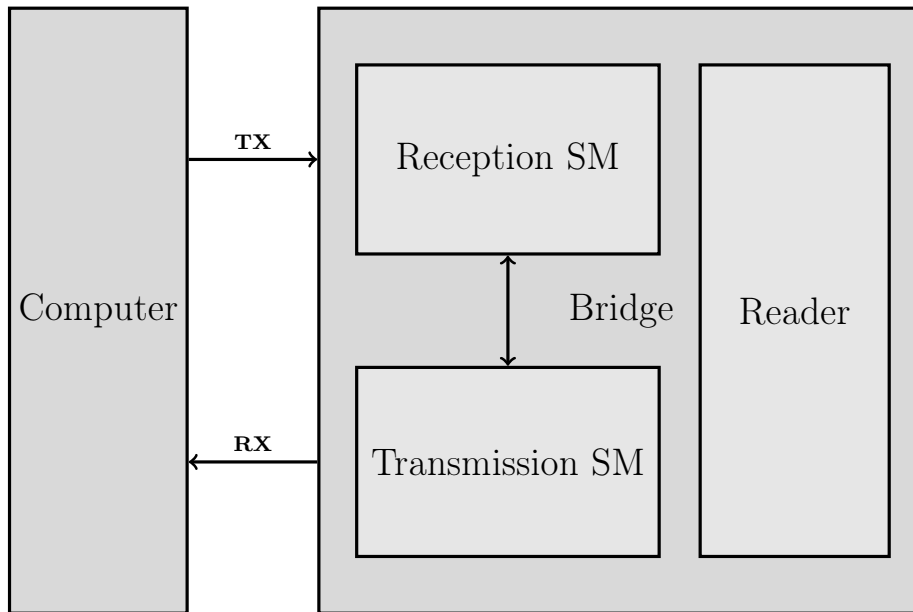 TX
Reception SM
Computer
Bridge
Reader
RX
Transmission SM